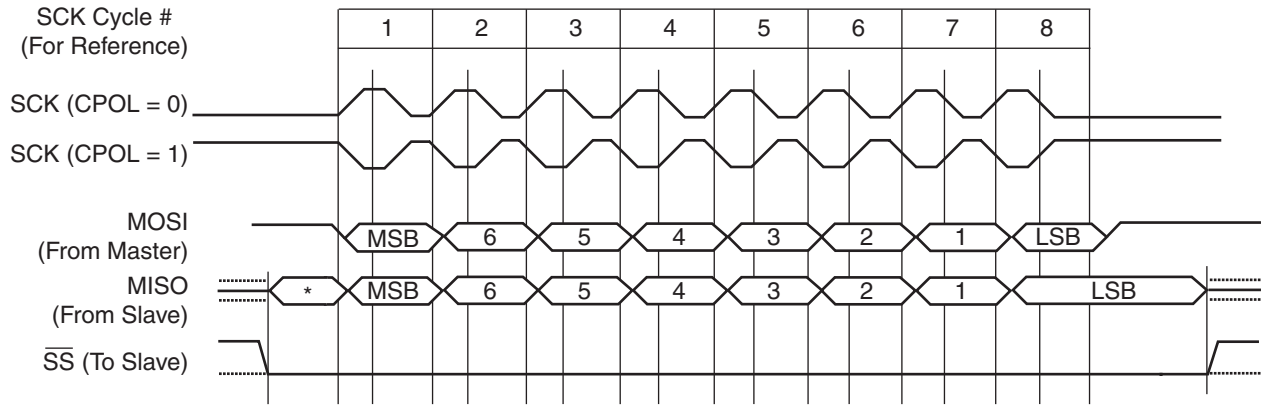 SCK Cycle #
(For Reference)
1 2 3 4 5 6 7 8
SCK (CPOL = 0)
SCK (CPOL = 1)
MOSI
(From Master)
MSB 6 5 4 3 2 1 LSB
MISO
(From Slave)
* MSB 6 5 4 3 2 1 LSB
S̅S̅ (To Slave)